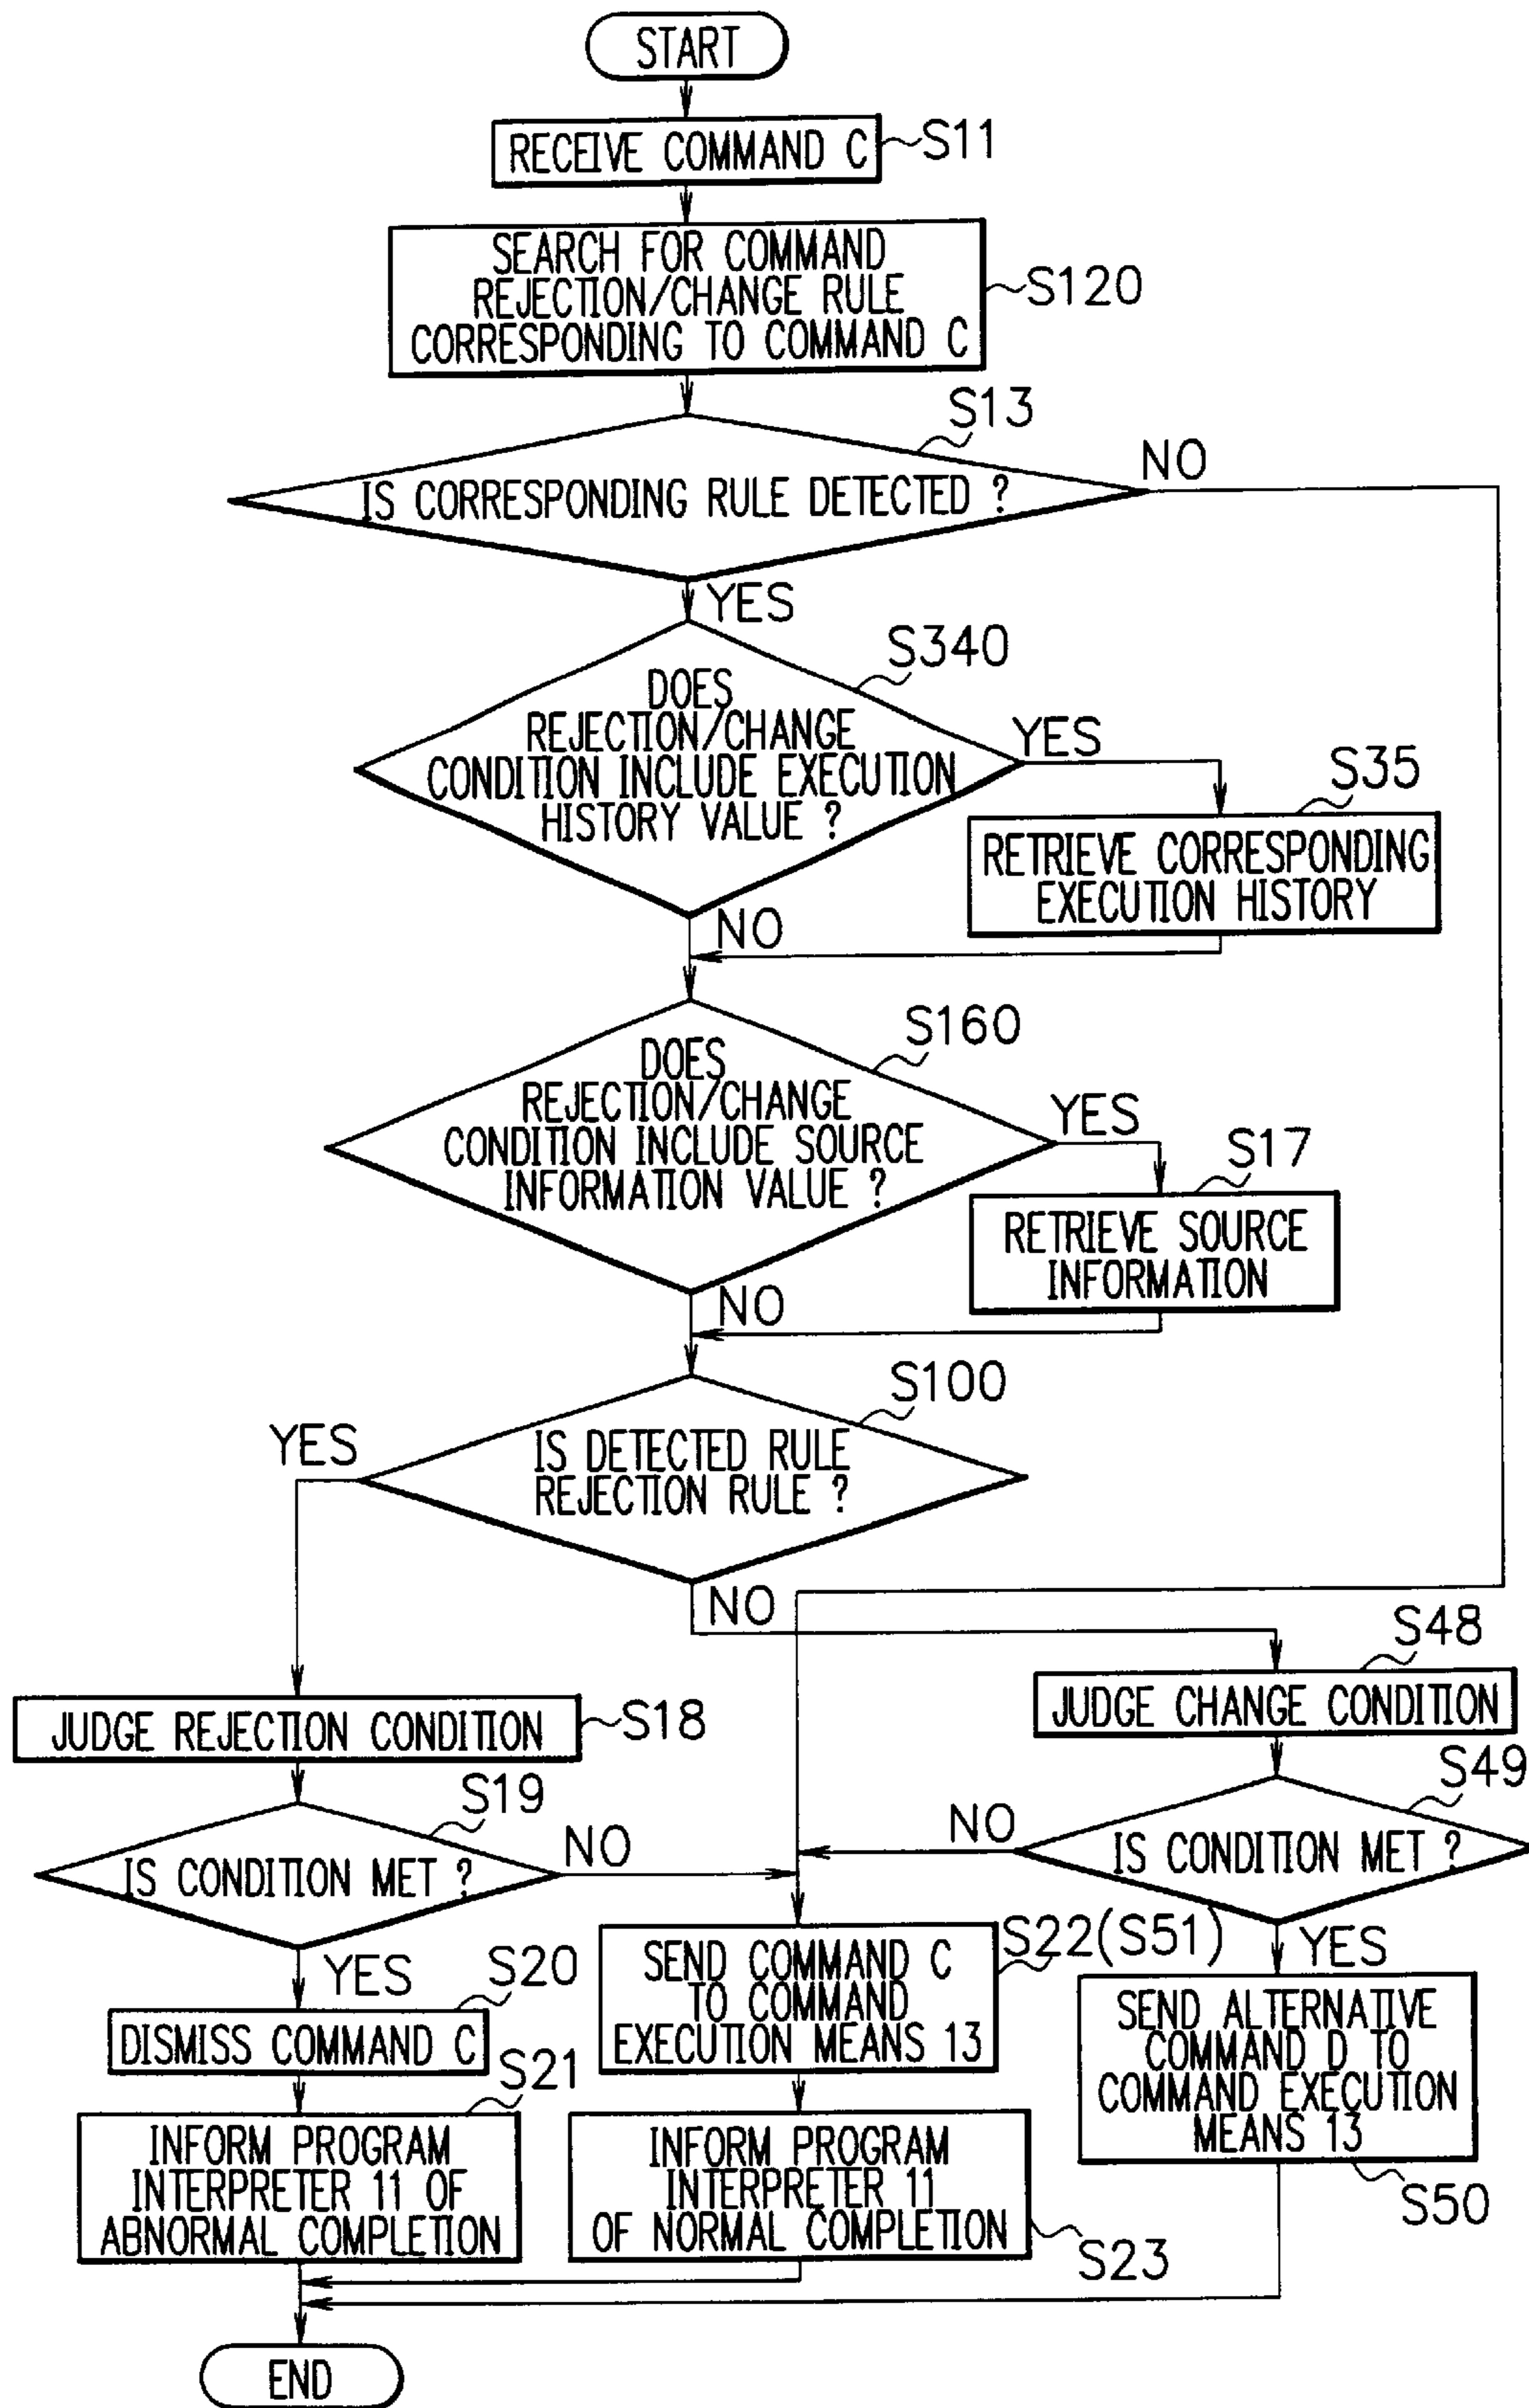 START
RECEIVE COMMAND C
S11
SEARCH FOR COMMAND
REJECTION/CHANGE RULE
CORRESPONDING TO COMMAND C
S120
S13
IS CORRESPONDING RULE DETECTED ?
NO
YES
S340
DOES
REJECTION/CHANGE
CONDITION INCLUDE EXECUTION
HISTORY VALUE ?
YES
S35
RETRIEVE CORRESPONDING
EXECUTION HISTORY
NO
S160
DOES
REJECTION/CHANGE
CONDITION INCLUDE SOURCE
INFORMATION VALUE ?
YES
S17
RETRIEVE SOURCE
INFORMATION
NO
S100
YES
IS DETECTED RULE
REJECTION RULE ?
NO
S48
JUDGE REJECTION CONDITION
S18
JUDGE CHANGE CONDITION
S19
S49
IS CONDITION MET ?
NO
NO
IS CONDITION MET ?
YES
S20
DISMISS COMMAND C
S21
INFORM PROGRAM
INTERPRETER 11 OF
ABNORMAL COMPLETION
SEND COMMAND C
TO COMMAND
EXECUTION MEANS 13
S22(S51)
INFORM PROGRAM
INTERPRETER 11
OF NORMAL COMPLETION
S23
YES
SEND ALTERNATIVE
COMMAND D TO
COMMAND EXECUTION
MEANS 13
S50
END